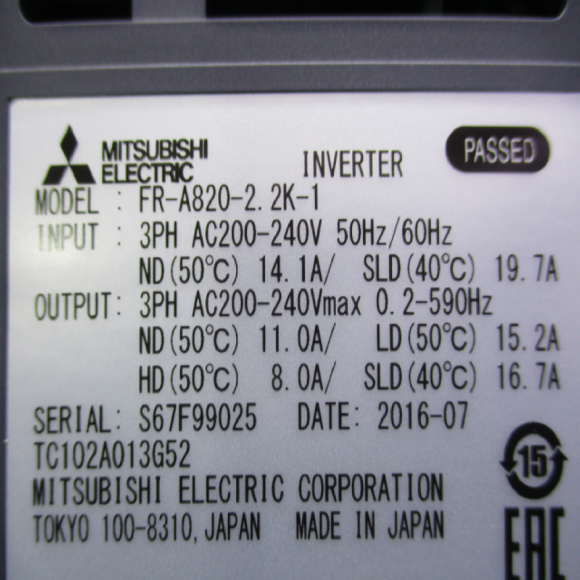 MITSUBISHI
ELECTRIC
INVERTER
PASSED
MODEL : FR-A820-2.2K-1
INPUT : 3PH AC200-240V 50Hz/60Hz
ND(50℃) 14.1A/ SLD(40℃) 19.7A
OUTPUT: 3PH AC200-240Vmax 0.2-590Hz
ND(50℃) 11.0A/ LD(50℃) 15.2A
HD(50℃) 8.0A/ SLD(40℃) 16.7A
SERIAL: S67F99025 DATE: 2016-07
TC102A013G52
15
MITSUBISHI ELECTRIC CORPORATION
TOKYO 100-8310, JAPAN MADE IN JAPAN
EAC